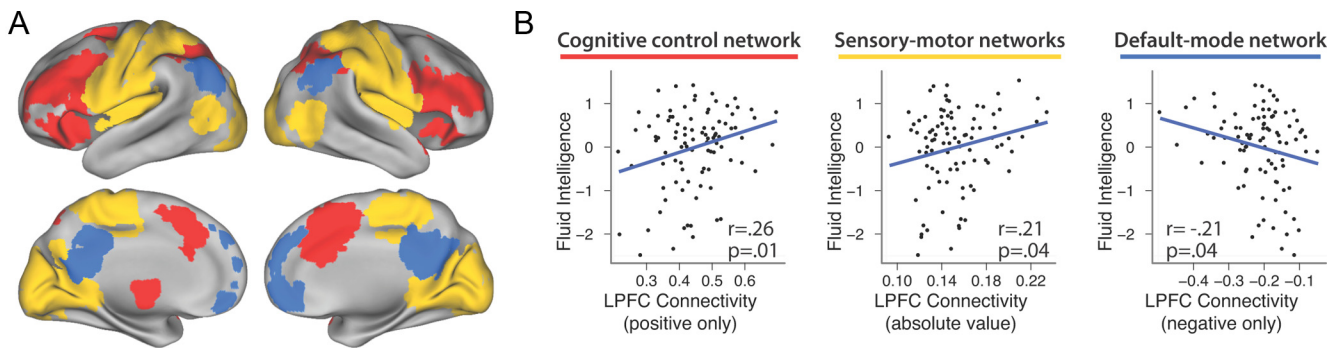 A
B
Cognitive control network
Fluid Intelligence
1
0
−1
−2
0.3 0.4 0.5 0.6
r=.26
p=.01
LPFC Connectivity
(positive only)
Sensory-motor networks
Fluid Intelligence
1
0
−1
−2
0.10 0.14 0.18 0.22
r=.21
p=.04
LPFC Connectivity
(absolute value)
Default-mode network
Fluid Intelligence
1
0
−1
−2
−0.4 −0.3 −0.2 −0.1
r= -.21
p=.04
LPFC Connectivity
(negative only)